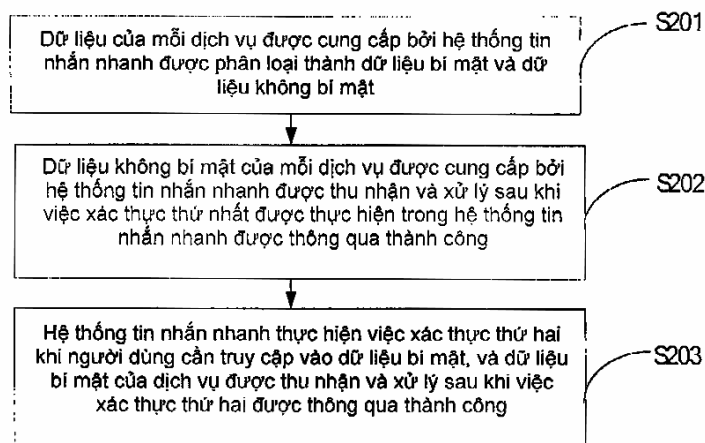 Dữ liệu của mỗi dịch vụ được cung cấp bởi hệ thống tin
nhắn nhanh được phân loại thành dữ liệu bí mật và dữ
liệu không bí mật
S201
Dữ liệu không bí mật của mỗi dịch vụ được cung cấp bởi
hệ thống tin nhắn nhanh được thu nhận và xử lý sau khi
việc xác thực thứ nhất được thực hiện trong hệ thống tin
nhắn nhanh được thông qua thành công
S202
Hệ thống tin nhắn nhanh thực hiện việc xác thực thứ hai
khi người dùng cần truy cập vào dữ liệu bí mật, và dữ liệu
bí mật của dịch vụ được thu nhận và xử lý sau khi việc
xác thực thứ hai được thông qua thành công
S203